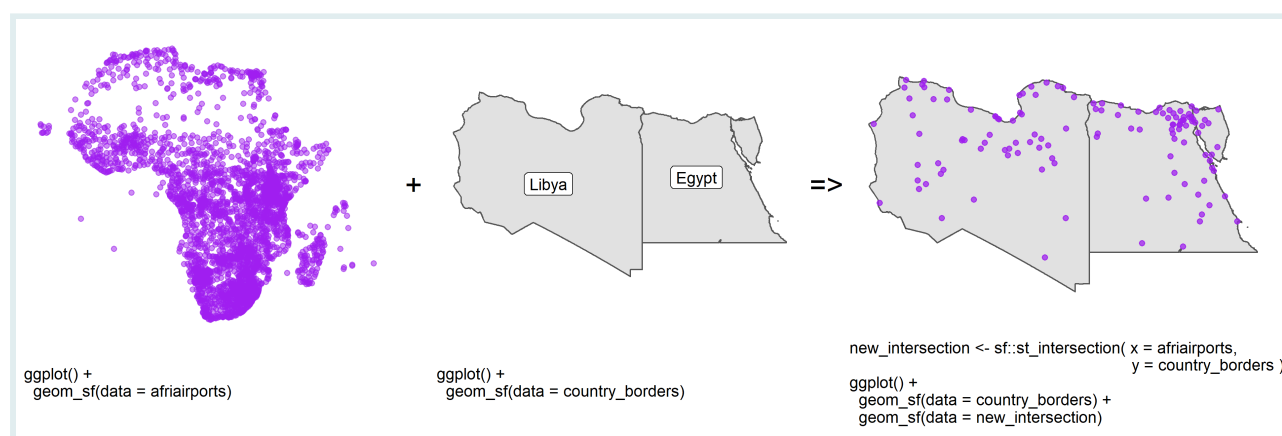 Libya
Egypt
+
=>
ggplot() +
geom_sf(data = afriairports)
ggplot() +
geom_sf(data = country_borders)
new_intersection <- sf::st_intersection( x = afriairports,
y = country_borders )
ggplot() +
geom_sf(data = country_borders) +
geom_sf(data = new_intersection)